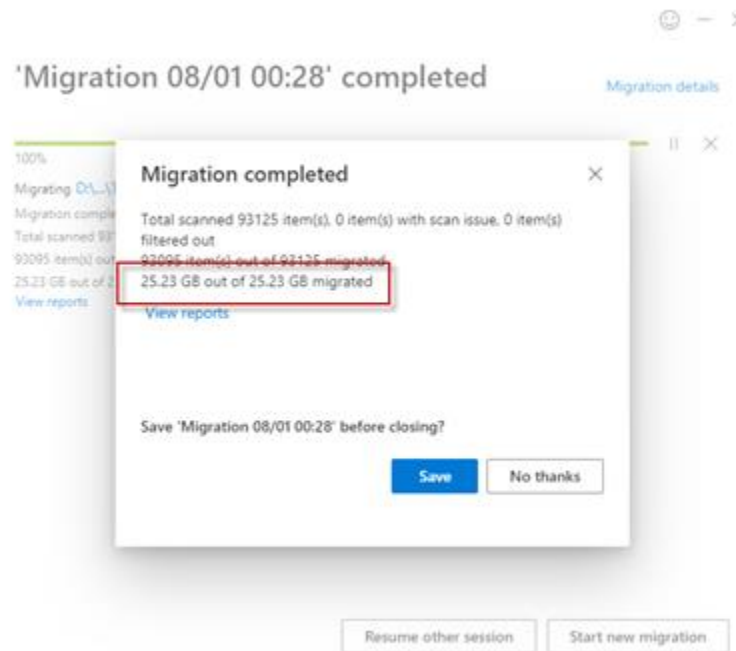 'Migration 08/01 00:28' completed
Migration details
100%
Migrating D:\...\
Migration comple
Total scanned 93
93095 item(s) out
25.23 GB out of 2
View reports
Migration completed
Total scanned 93125 item(s), 0 item(s) with scan issue, 0 item(s)
filtered out
93095 item(s) out of 93125 migrated
25.23 GB out of 25.23 GB migrated
View reports
Save 'Migration 08/01 00:28' before closing?
Save
No thanks
Resume other session
Start new migration